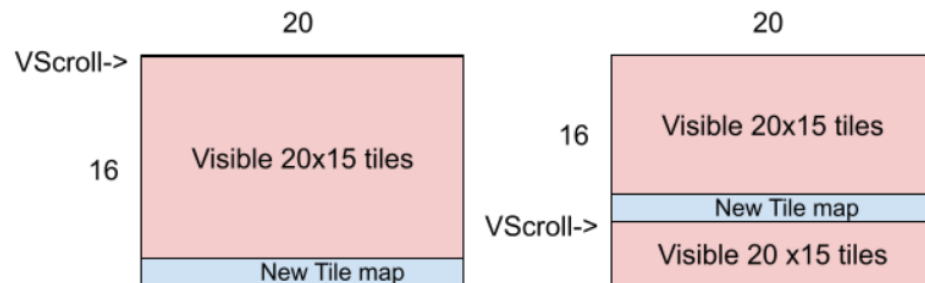 20
VScroll->
Visible 20x15 tiles
16
New Tile map
20
Visible 20x15 tiles
16
New Tile map
VScroll->
Visible 20 x15 tiles